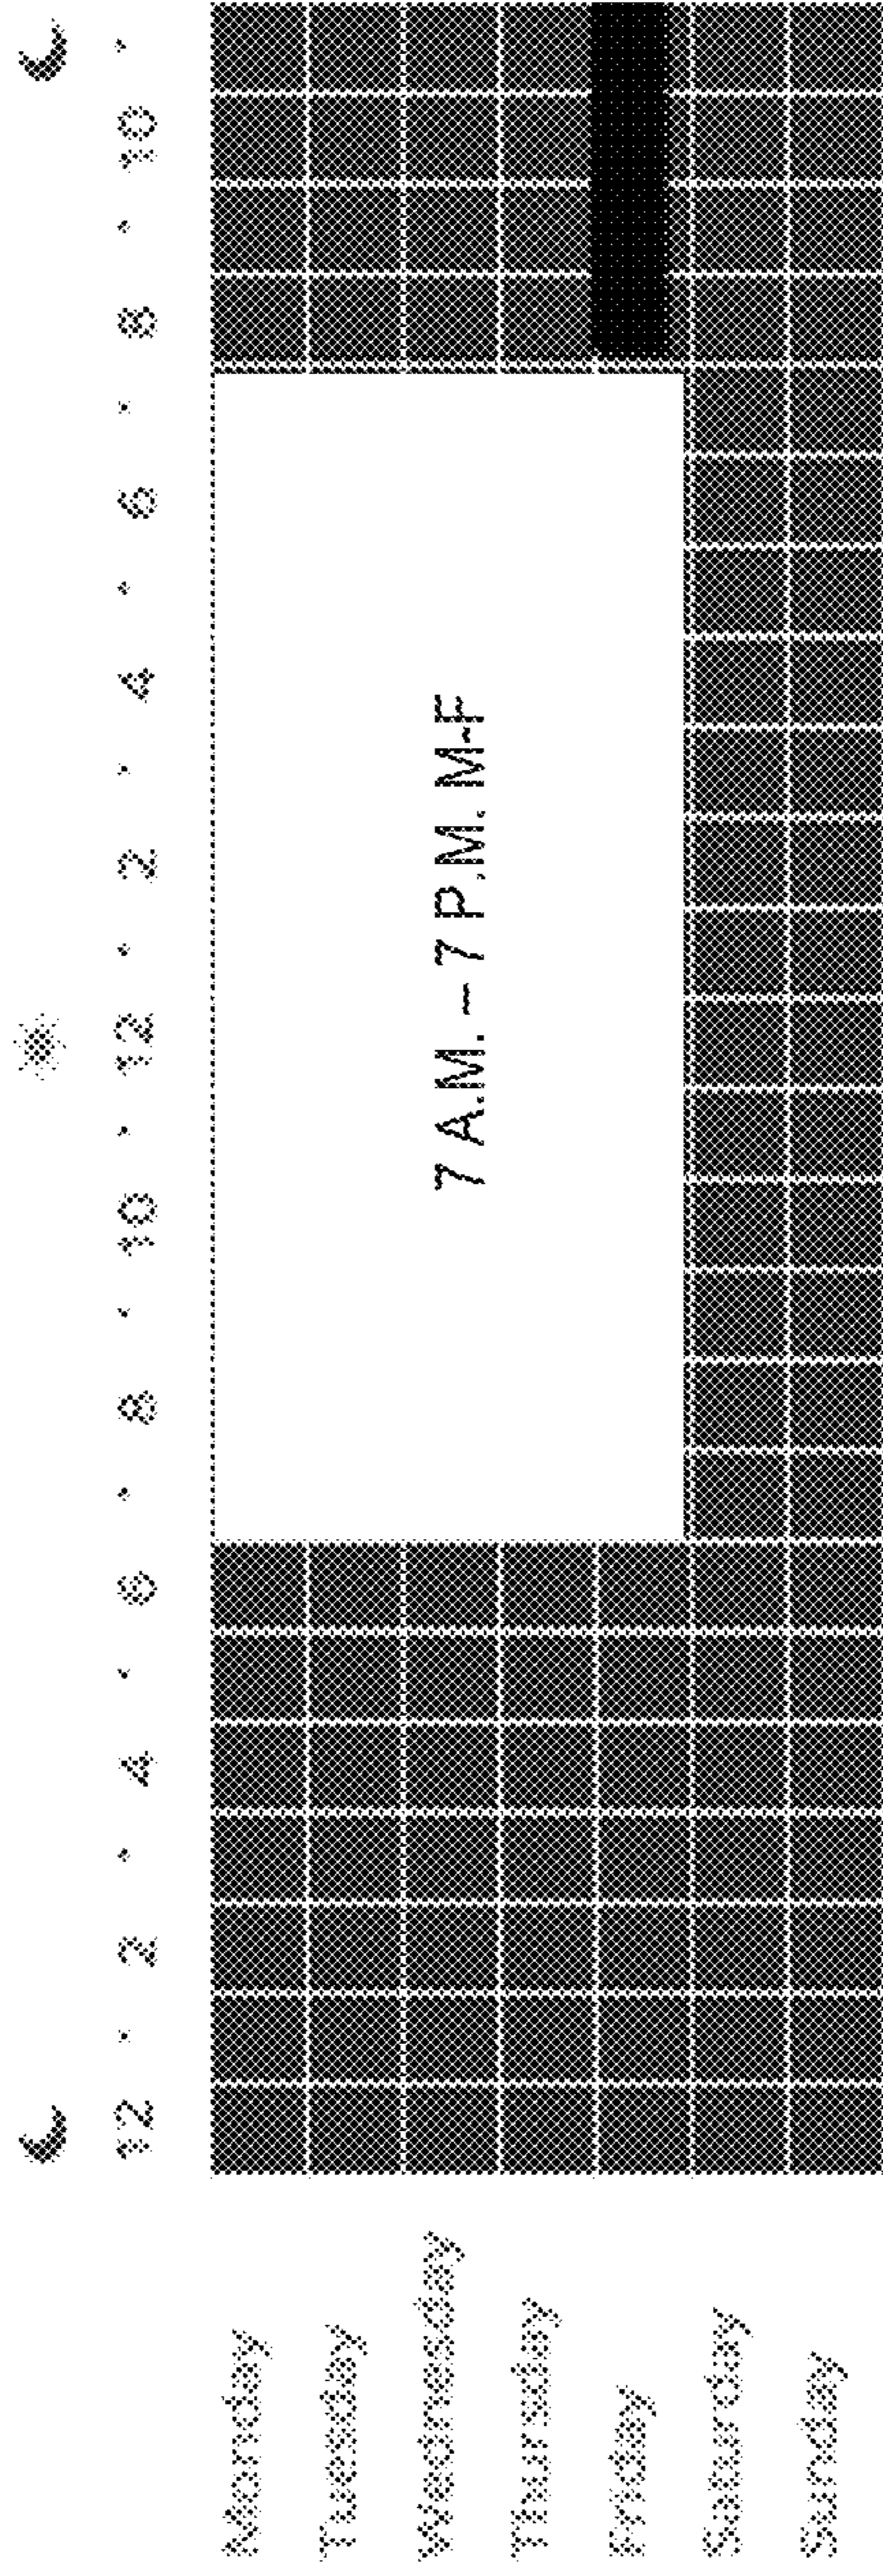 12 · 2 · 4 · 6 · 8 · 10 · 12 · 2 · 4 · 6 · 8 · 10 ·
Monday
Tuesday
Wednesday
Thursday
Friday
Saturday
Sunday
7 A.M. – 7 P.M. M-F